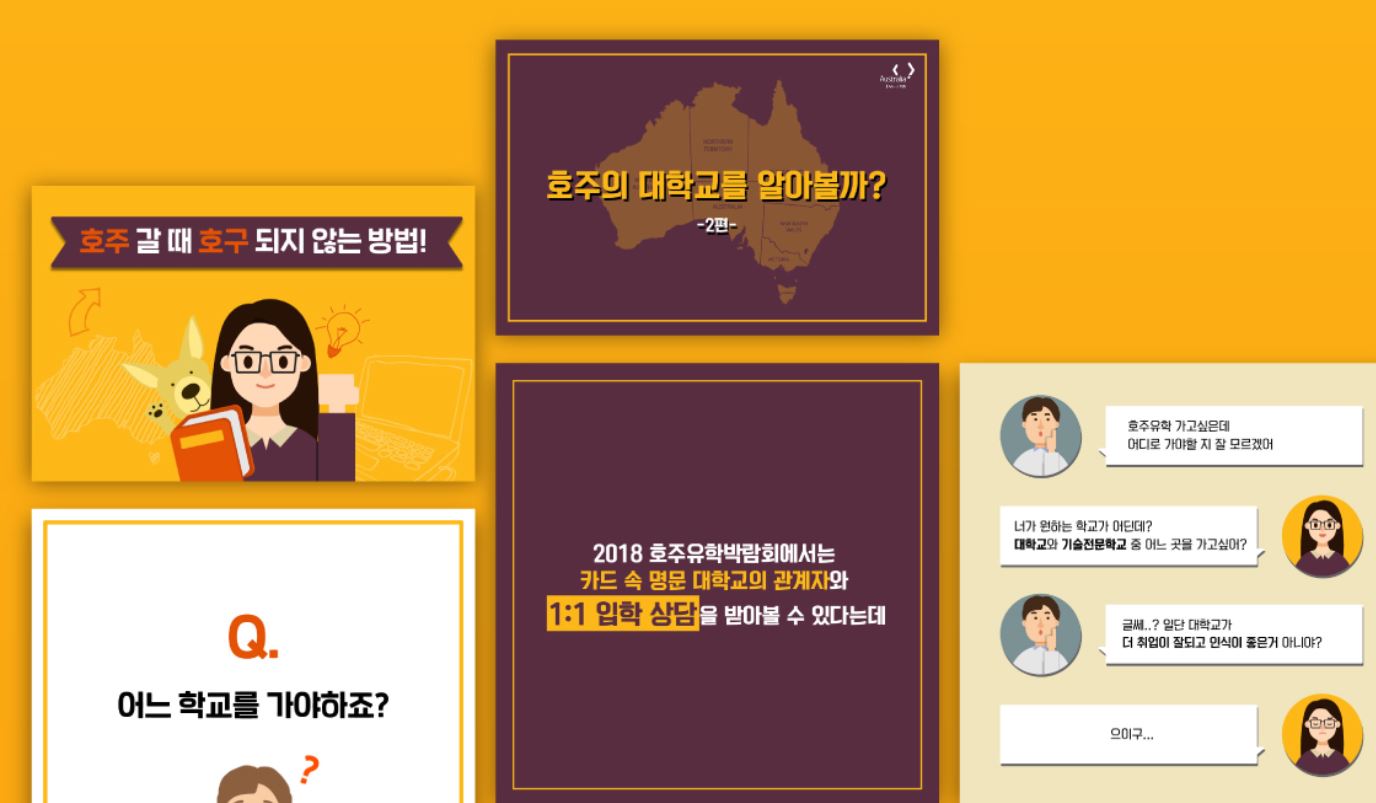 호주 갈 때 호구 되지 않는 방법!
Q.
어느 학교를 가야하죠?
?
Australia
NORTHERN
TERRITORY
호주의 대학교를 알아볼까?
AUSTRALIA
-2편-
NEW SOUTH
WALES
VICTORIA
2018 호주유학박람회에서는
카드 속 명문 대학교의 관계자와
1:1 입학 상담을 받아볼 수 있다는데
호주유학 가고싶은데
어디로 가야할 지 잘 모르겠어
너가 원하는 학교가 어딘데?
대학교와 기술전문학교 중 어느 곳을 가고싶어?
글쎄..? 일단 대학교가
더 취업이 잘되고 인식이 좋은거 아니야?
으이구...